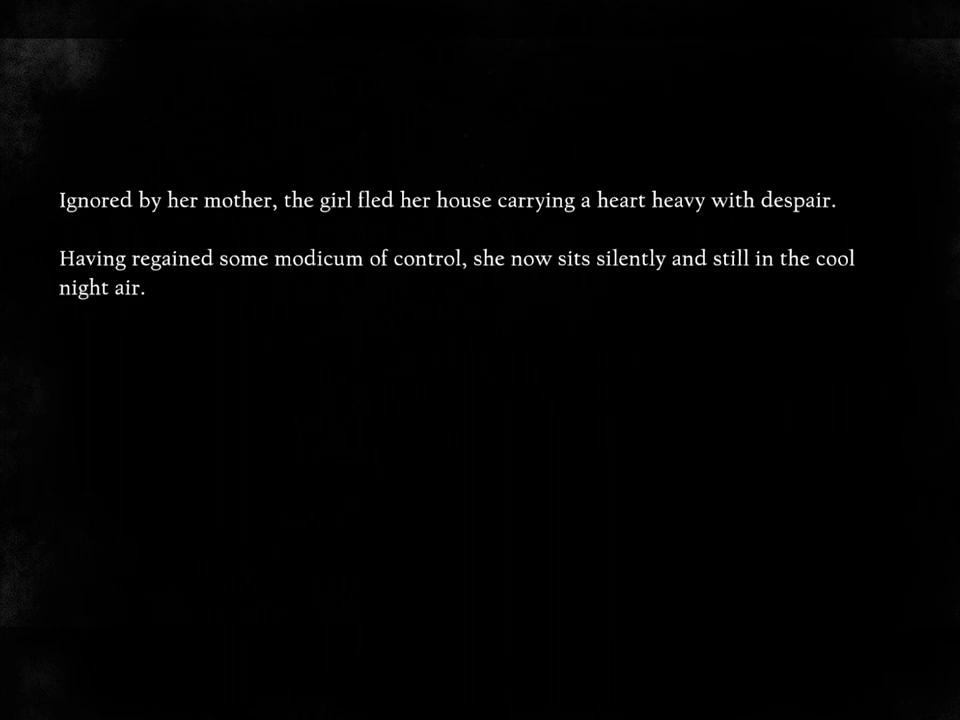 Ignored by her mother, the girl fled her house carrying a heart heavy with despair.
Having regained some modicum of control, she now sits silently and still in the cool
night air.